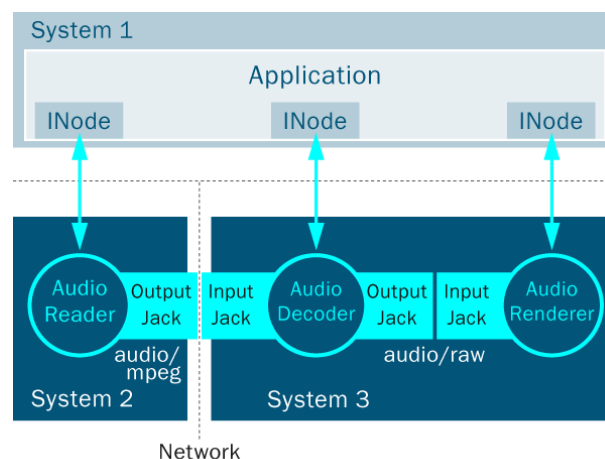 System 1
Application
INode
INode
INode
Audio
Reader
Output
Jack
Input
Jack
Audio
Decoder
Output
Jack
Input
Jack
Audio
Renderer
audio/
mpeg
audio/raw
System 2
System 3
Network